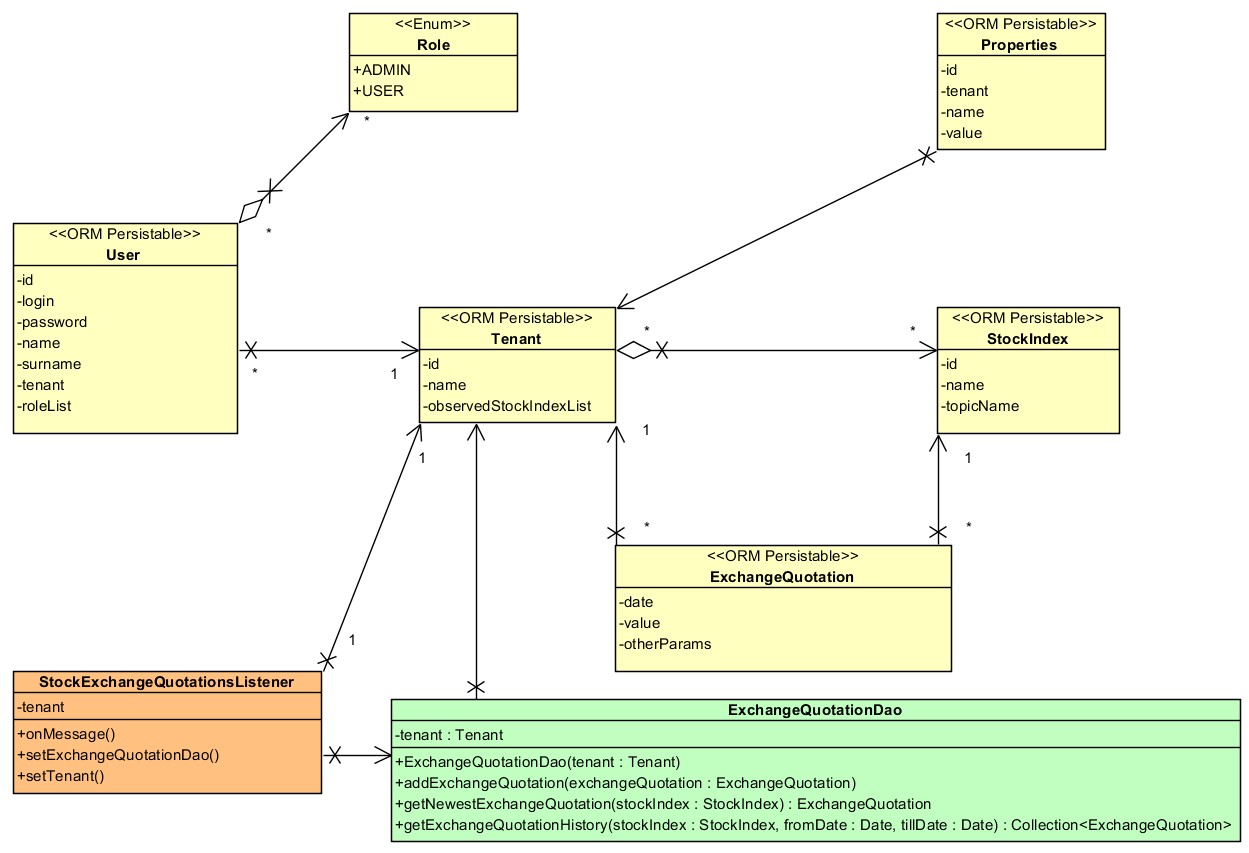 <<Enum>>
Role
+ADMIN
+USER
*
<<ORM Persistable>>
Properties
-id
-tenant
-name
-value
*
<<ORM Persistable>>
User
-id
-login
-password
-name
-surname
-tenant
-roleList
*
1
<<ORM Persistable>>
Tenant
-id
-name
-observedStockIndexList
*
*
<<ORM Persistable>>
StockIndex
-id
-name
-topicName
1
1
1
*
*
<<ORM Persistable>>
ExchangeQuotation
-date
-value
-otherParams
1
StockExchangeQuotationsListener
-tenant
+onMessage()
+setExchangeQuotationDao()
+setTenant()
ExchangeQuotationDao
-tenant : Tenant
+ExchangeQuotationDao(tenant : Tenant)
+addExchangeQuotation(exchangeQuotation : ExchangeQuotation)
+getNewestExchangeQuotation(stockIndex : StockIndex) : ExchangeQuotation
+getExchangeQuotationHistory(stockIndex : StockIndex, fromDate : Date, tillDate : Date) : Collection<ExchangeQuotation>